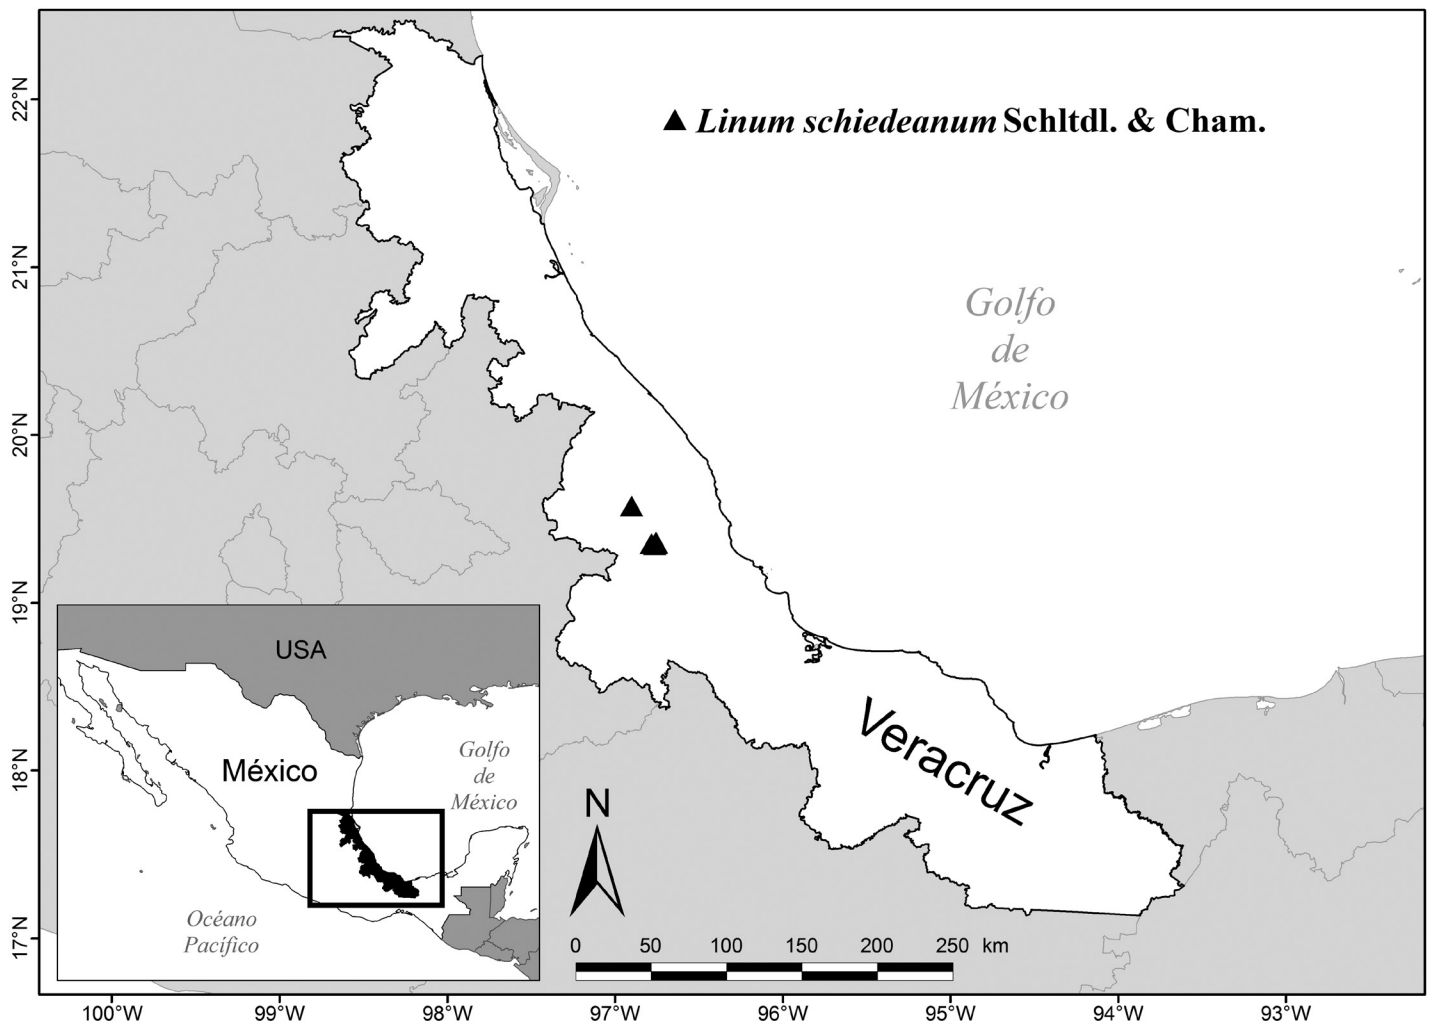 22°N
21°N
20°N
19°N
18°N
17°N
▲ Linum schiedeanum Schltdl. & Cham.
Golfo
de
México
Veracruz
USA
México
Golfo
de
México
Océano
Pacífico
N
0 50 100 150 200 250 km
100°W 99°W 98°W 97°W 96°W 95°W 94°W 93°W